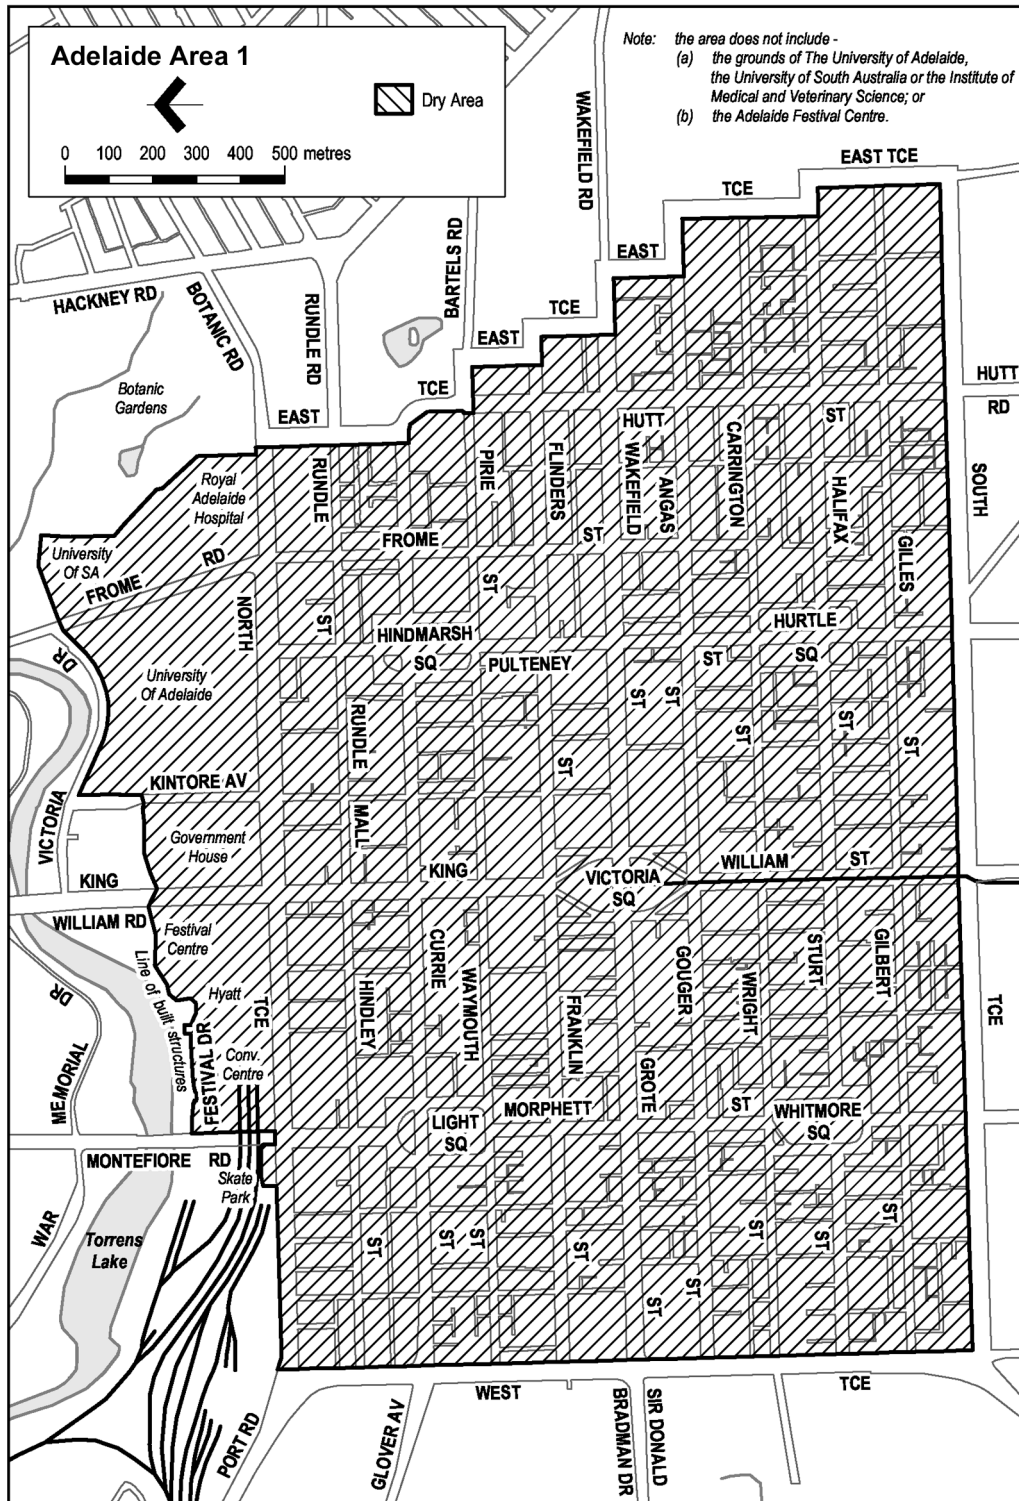 Adelaide Area 1
Dry Area
0 100 200 300 400 500 metres
Note: the area does not include -
(a) the grounds of The University of Adelaide,
the University of South Australia or the Institute of
Medical and Veterinary Science; or
(b) the Adelaide Festival Centre.
EAST TCE
TCE
WAKEFIELD RD
EAST
BARTELS RD
TCE
EAST
HACKNEY RD
BOTANIC RD
RUNDLE RD
TCE
EAST
Botanic
Gardens
HUTT
RD
HUTT
ST
SOUTH
Royal
Adelaide
Hospital
RUNDLE
PIRIE
FLINDERS
WAKEFIELD
ANGAS
CARRINGTON
HALIFAX
GILLES
University
Of SA
FROME
RD
FROME
ST
NORTH
ST
ST
HINDMARSH
SQ
HURTLE
SQ
DR
PULTENEY
ST
University
Of Adelaide
ST
ST
ST
ST
ST
ST
RUNDLE
MALL
KINTORE AV
VICTORIA
Government
House
KING
WILLIAM
ST
VICTORIA
SQ
KING
WILLIAM RD
Festival
Centre
Line of built structures
Hyatt
DR
MEMORIAL
FESTIVAL DR
TCE
Conv.
Centre
HINDLEY
CURRIE
WAYMOUTH
FRANKLIN
GROTE
GOUGER
WRIGHT
STURT
GILBERT
TCE
MORPHETT
ST
LIGHT
SQ
WHITMORE
SQ
MONTEFIORE RD
Skate
Park
WAR
Torrens
Lake
ST
ST
ST
ST
ST
ST
ST
ST
ST
WEST
TCE
PORT RD
GLOVER AV
SIR DONALD
BRADMAN DR